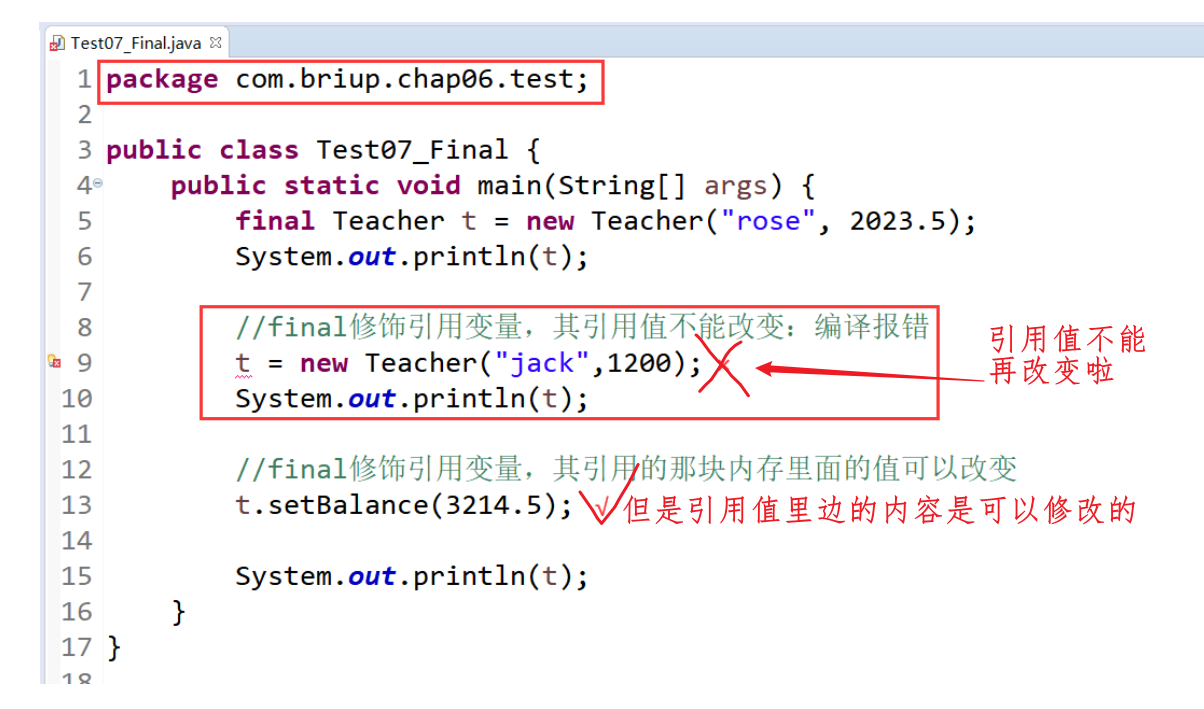 Test07_Final.java
1 package com.briup.chap06.test;
2
3 public class Test07_Final {
4 public static void main(String[] args) {
5 final Teacher t = new Teacher("rose", 2023.5);
6 System.out.println(t);
7
8 //final修饰引用变量，其引用值不能改变：编译报错
9 t = new Teacher("jack",1200);
引用值不能
再改变啦
10 System.out.println(t);
11
12 //final修饰引用变量，其引用的那块内存里面的值可以改变
13 t.setBalance(3214.5); √ 但是引用值里边的内容是可以修改的
14
15 System.out.println(t);
16 }
17 }
18